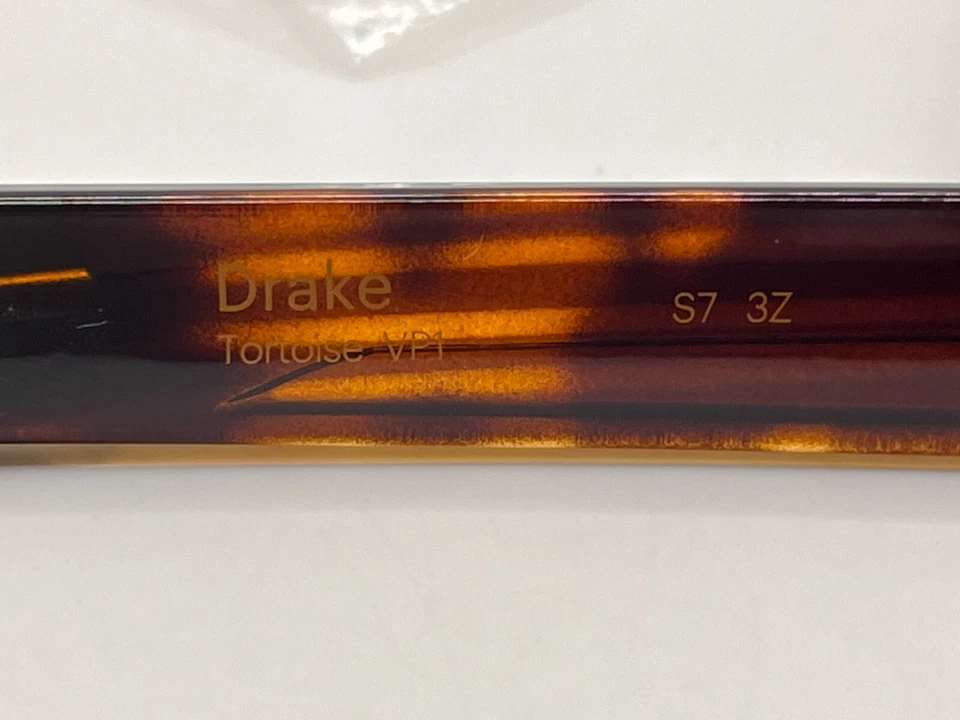 Drake
Tortoise VP1
S7 3Z